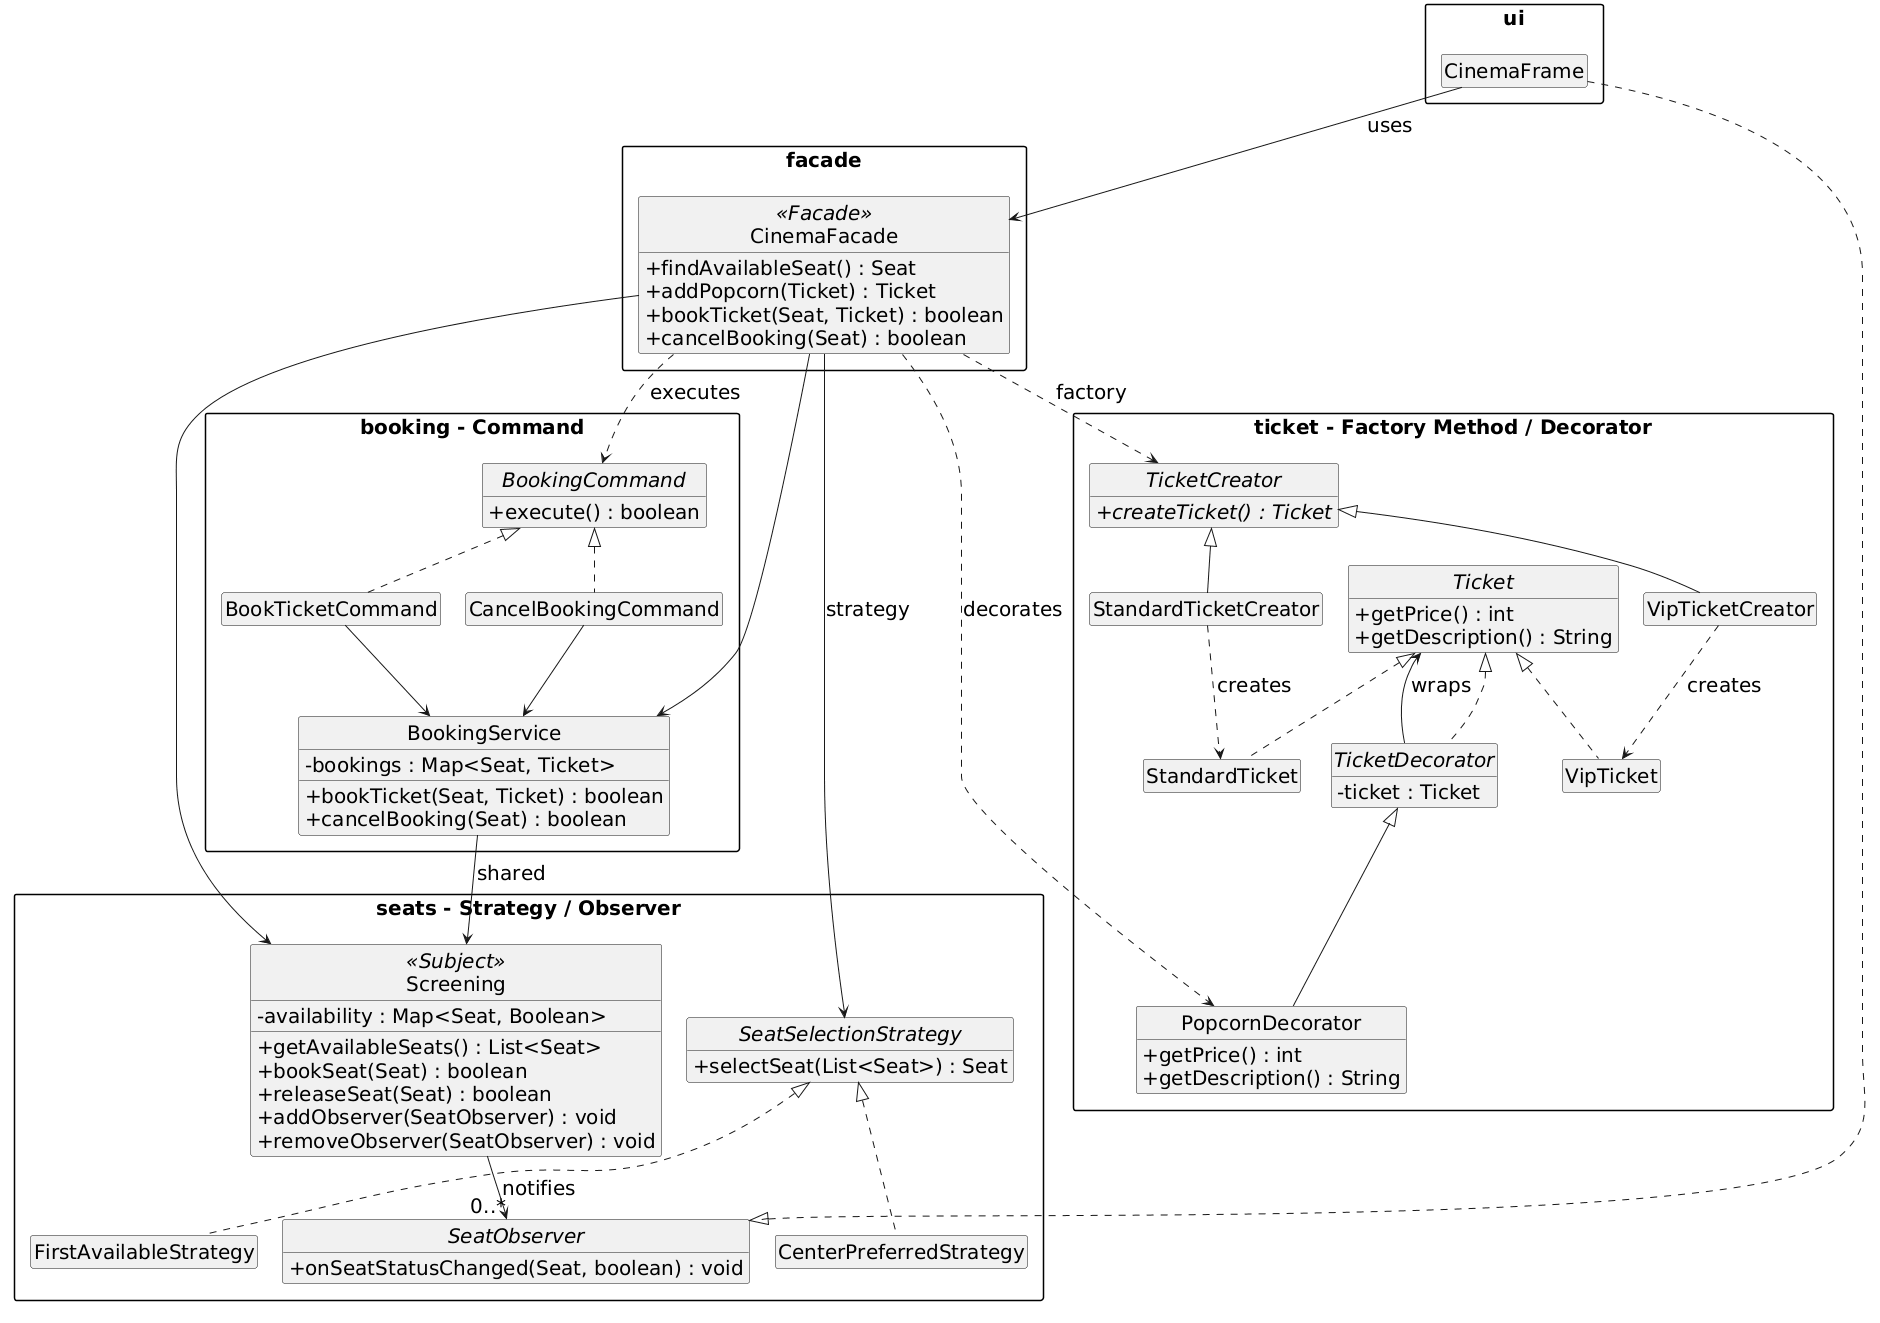 ui
CinemaFrame
uses
facade
«Facade»
CinemaFacade
+findAvailableSeat() : Seat
+addPopcorn(Ticket) : Ticket
+bookTicket(Seat, Ticket) : boolean
+cancelBooking(Seat) : boolean
executes
factory
strategy
decorates
booking - Command
BookingCommand
+execute() : boolean
BookTicketCommand
CancelBookingCommand
BookingService
-bookings : Map<Seat, Ticket>
+bookTicket(Seat, Ticket) : boolean
+cancelBooking(Seat) : boolean
shared
ticket - Factory Method / Decorator
TicketCreator
+createTicket() : Ticket
StandardTicketCreator
Ticket
+getPrice() : int
+getDescription() : String
VipTicketCreator
creates
wraps
creates
StandardTicket
TicketDecorator
-ticket : Ticket
VipTicket
PopcornDecorator
+getPrice() : int
+getDescription() : String
seats - Strategy / Observer
«Subject»
Screening
-availability : Map<Seat, Boolean>
+getAvailableSeats() : List<Seat>
+bookSeat(Seat) : boolean
+releaseSeat(Seat) : boolean
+addObserver(SeatObserver) : void
+removeObserver(SeatObserver) : void
SeatSelectionStrategy
+selectSeat(List<Seat>) : Seat
notifies
0..*
FirstAvailableStrategy
SeatObserver
+onSeatStatusChanged(Seat, boolean) : void
CenterPreferredStrategy